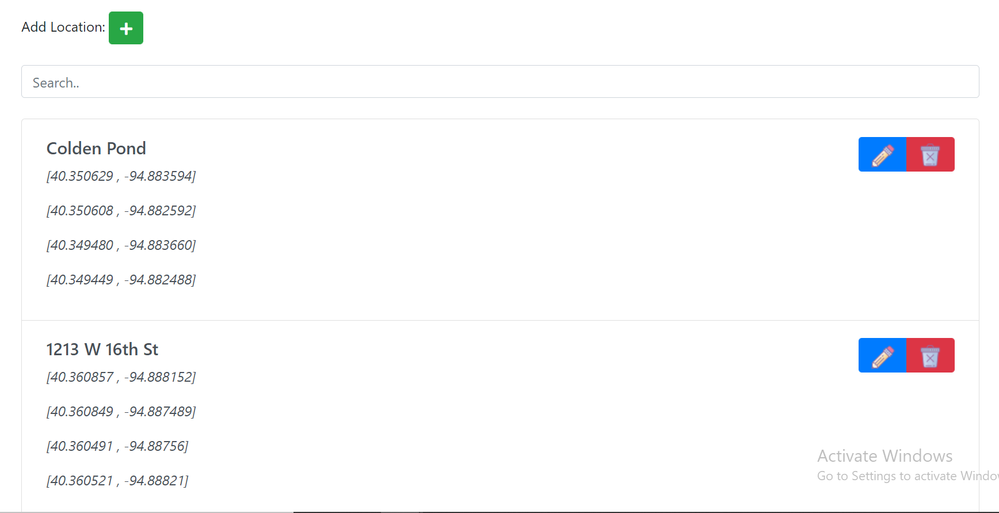 Add Location:
Search..
Colden Pond
[40.350629 , -94.883594]
[40.350608 , -94.882592]
[40.349480 , -94.883660]
[40.349449 , -94.882488]
1213 W 16th St
[40.360857 , -94.888152]
[40.360849 , -94.887489]
[40.360491 , -94.88756]
[40.360521 , -94.88821]
Activate Windows
Go to Settings to activate Window